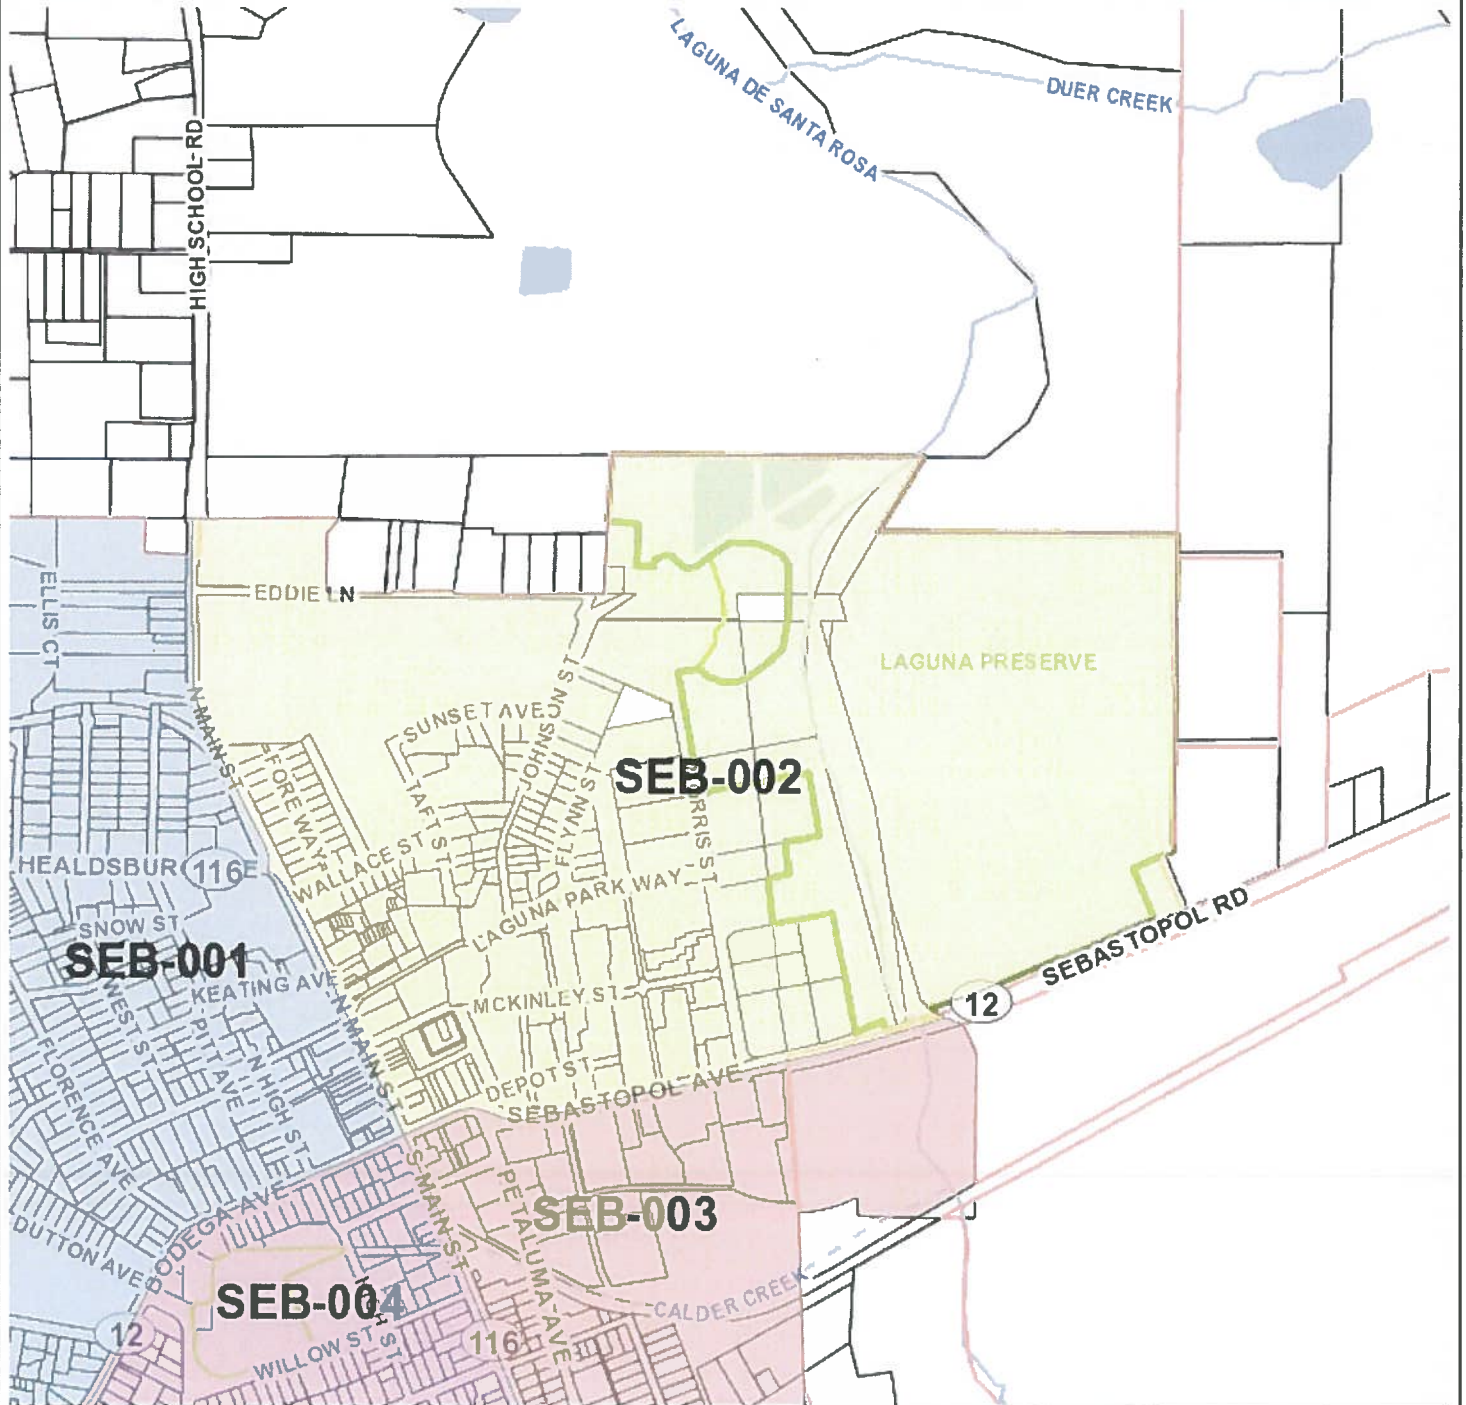 LAGUNA DE SANTA ROSA
DUER CREEK
HIGH SCHOOL RD
EDDIE LN
ELLIS CT
LAGUNA PRESERVE
N MAIN ST
SUNSET AVE
JOHNSON ST
FLYNN ST
TAFT ST
WALLACE ST
SEB-002
MORRIS ST
HEALDSBURG
116
E
LAGUNA PARK WAY
SNOW ST
SEB-001
KEATING AVE
WEST ST
PITT AVE
N HIGH ST
FLORENCE AVE
N MAIN ST
MCKINLEY ST
SEBASTOPOL RD
12
DEPOT ST
SEBASTOPOL AVE
BODEGA AVE
DUTTON AVE
S MAIN ST
PETALUMA AVE
SEB-003
SEB-004
CALDER CREEK
12
WILLOW ST
116